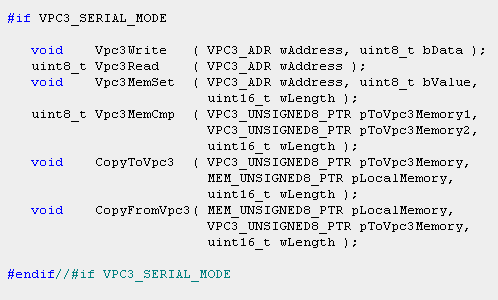 #if VPC3_SERIAL_MODE
void Vpc3Write ( VPC3_ADR wAddress, uint8_t bData );
uint8_t Vpc3Read ( VPC3_ADR wAddress );
void Vpc3MemSet ( VPC3_ADR wAddress, uint8_t bValue,
uint16_t wLength );
uint8_t Vpc3MemCmp ( VPC3_UNSIGNED8_PTR pToVpc3Memory1,
VPC3_UNSIGNED8_PTR pToVpc3Memory2,
uint16_t wLength );
void CopyToVpc3 ( VPC3_UNSIGNED8_PTR pToVpc3Memory,
MEM_UNSIGNED8_PTR pLocalMemory,
uint16_t wLength );
void CopyFromVpc3( MEM_UNSIGNED8_PTR pLocalMemory,
VPC3_UNSIGNED8_PTR pToVpc3Memory,
uint16_t wLength );
#endif//#if VPC3_SERIAL_MODE